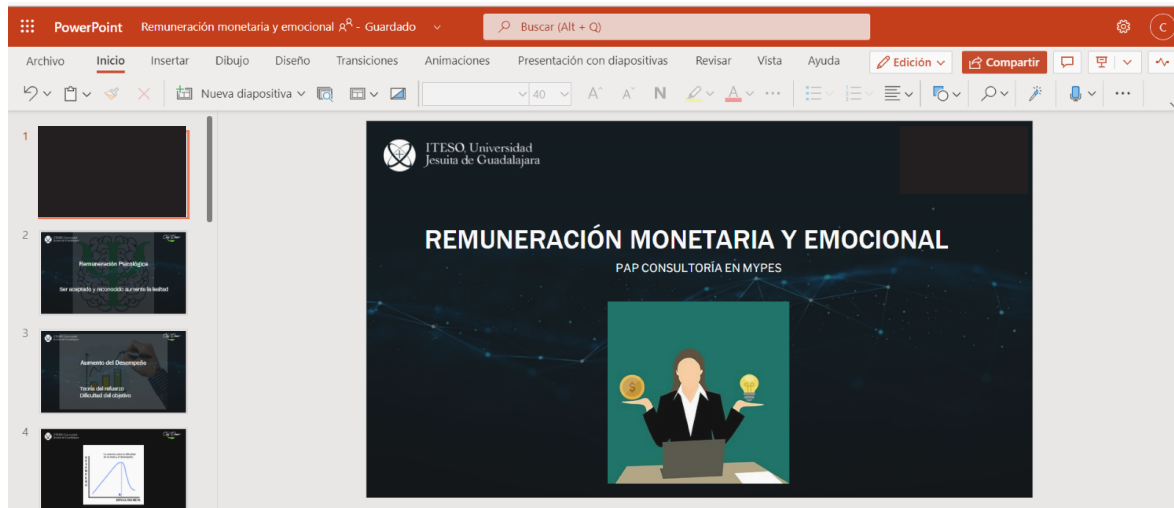 PowerPoint Remuneración monetaria y emocional - Guardado Buscar (Alt + Q) C
Archivo Inicio Insertar Dibujo Diseño Transiciones Animaciones Presentación con diapositivas Revisar Vista Ayuda Edición Compartir
Nueva diapositiva 40 A A N A
1
2
Remuneración Psicológica
Ser aceptado y reconocido aumenta la lealtad
3
Aumento del Desempeño
Teoría del refuerzo
Dificultad del objetivo
4
ITESO, Universidad
Jesuita de Guadalajara
REMUNERACIÓN MONETARIA Y EMOCIONAL
PAP CONSULTORÍA EN MYPES
$